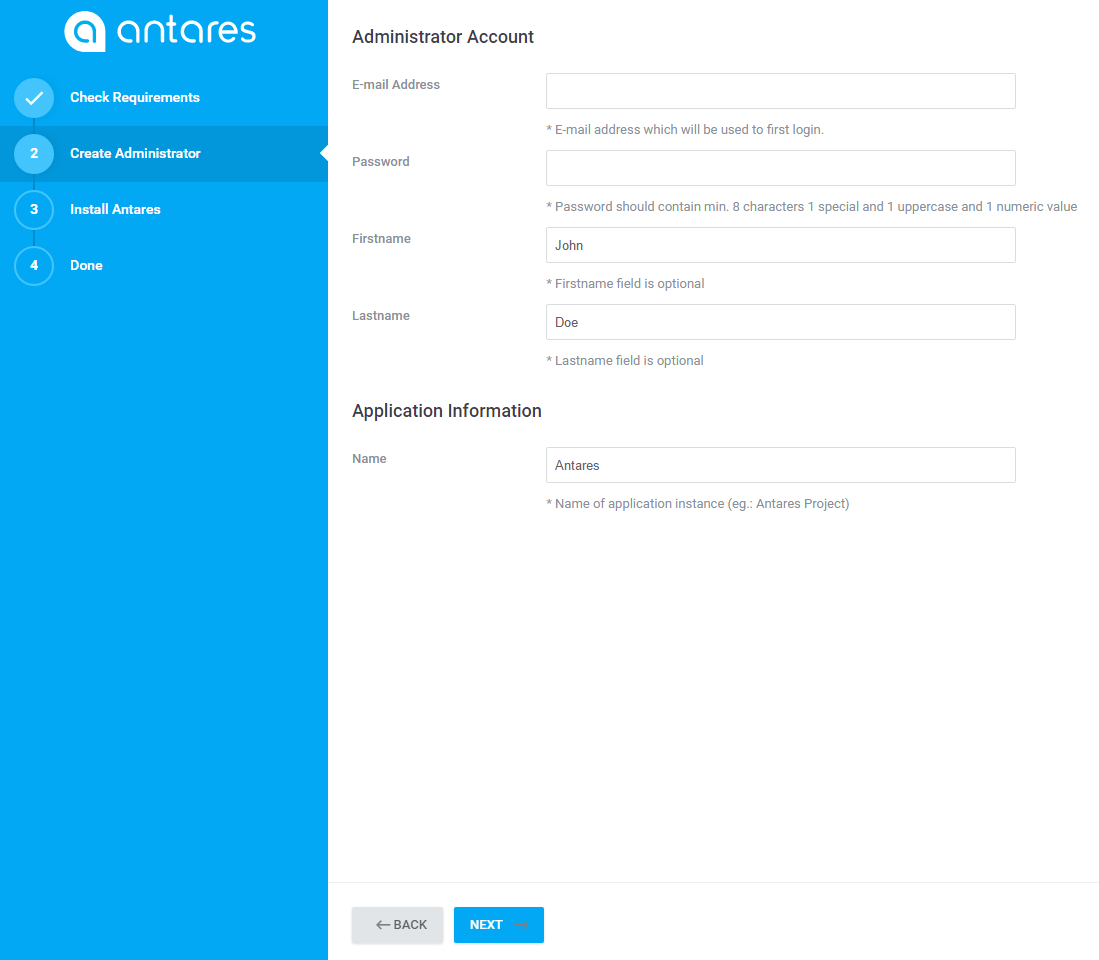 antares
Check Requirements
2 Create Administrator
3 Install Antares
4 Done
Administrator Account
E-mail Address
* E-mail address which will be used to first login.
Password
* Password should contain min. 8 characters 1 special and 1 uppercase and 1 numeric value
Firstname
John
* Firstname field is optional
Lastname
Doe
* Lastname field is optional
Application Information
Name
Antares
* Name of application instance (eg.: Antares Project)
BACK
NEXT